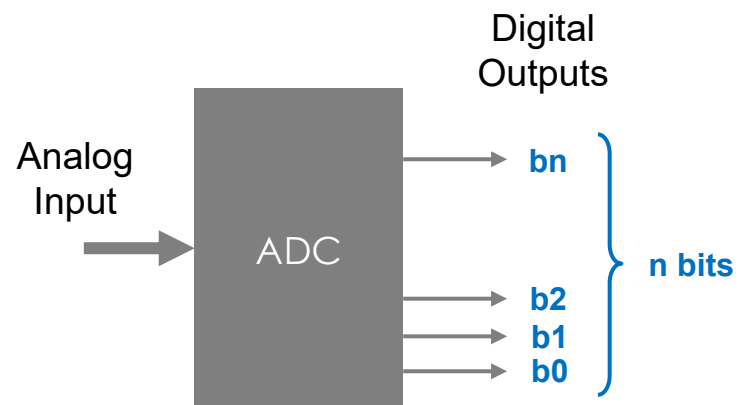 Digital
Outputs
Analog
Input
ADC
bn
n bits
b2
b1
b0